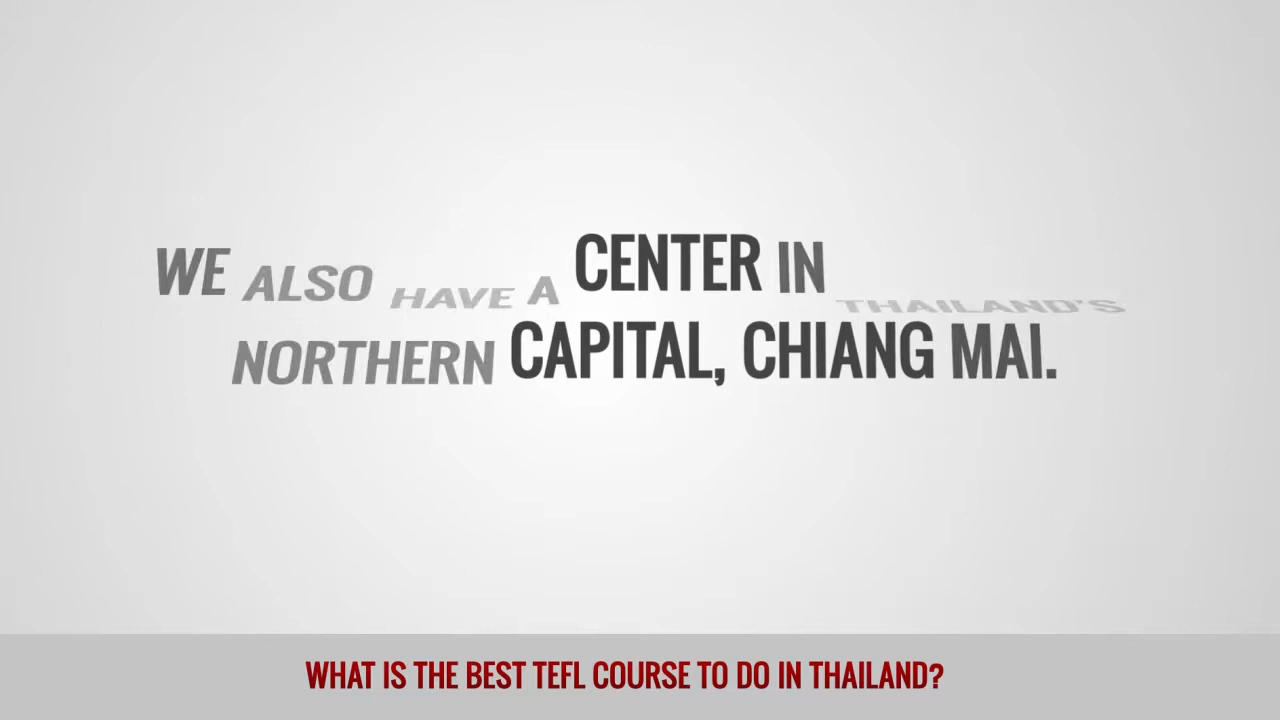 WE ALSO HAVE A CENTER IN THAILAND'S
NORTHERN CAPITAL, CHIANG MAI.
WHAT IS THE BEST TEFL COURSE TO DO IN THAILAND?